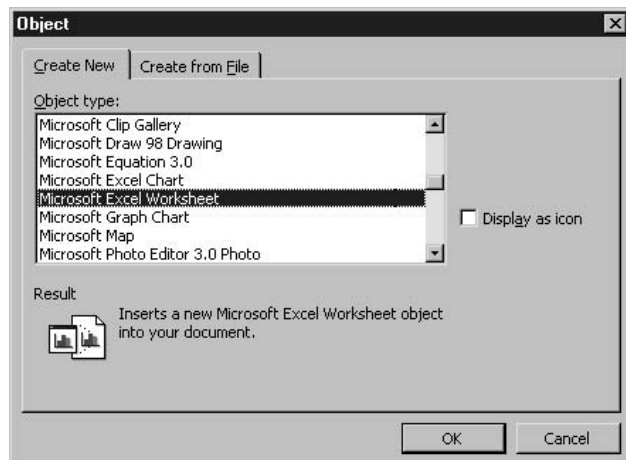 Object
Create New
Create from File
Object type:
Microsoft Clip Gallery
Microsoft Draw 98 Drawing
Microsoft Equation 3.0
Microsoft Excel Chart
Microsoft Excel Worksheet
Microsoft Graph Chart
Microsoft Map
Microsoft Photo Editor 3.0 Photo
Display as icon
Result
Inserts a new Microsoft Excel Worksheet object
into your document.
OK
Cancel